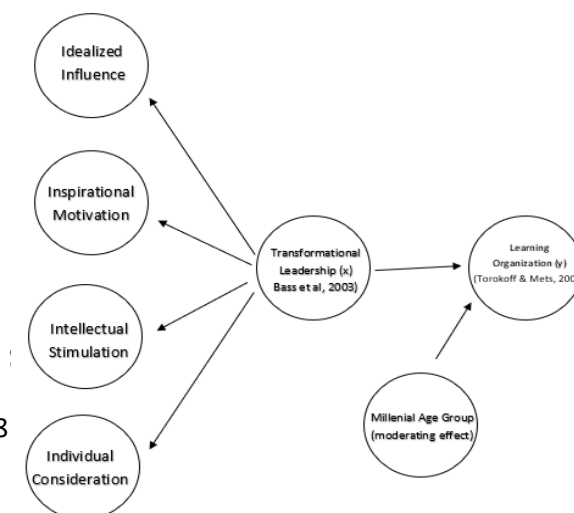 Idealized
Influence
Inspirational
Motivation
Intellectual
Stimulation
Individual
Consideration
Transformational
Leadership (x)
Bass et al, 2003)
Learning
Organization (y)
(Torokoff & Mets, 200
Millenial Age Group
(moderating effect)
8